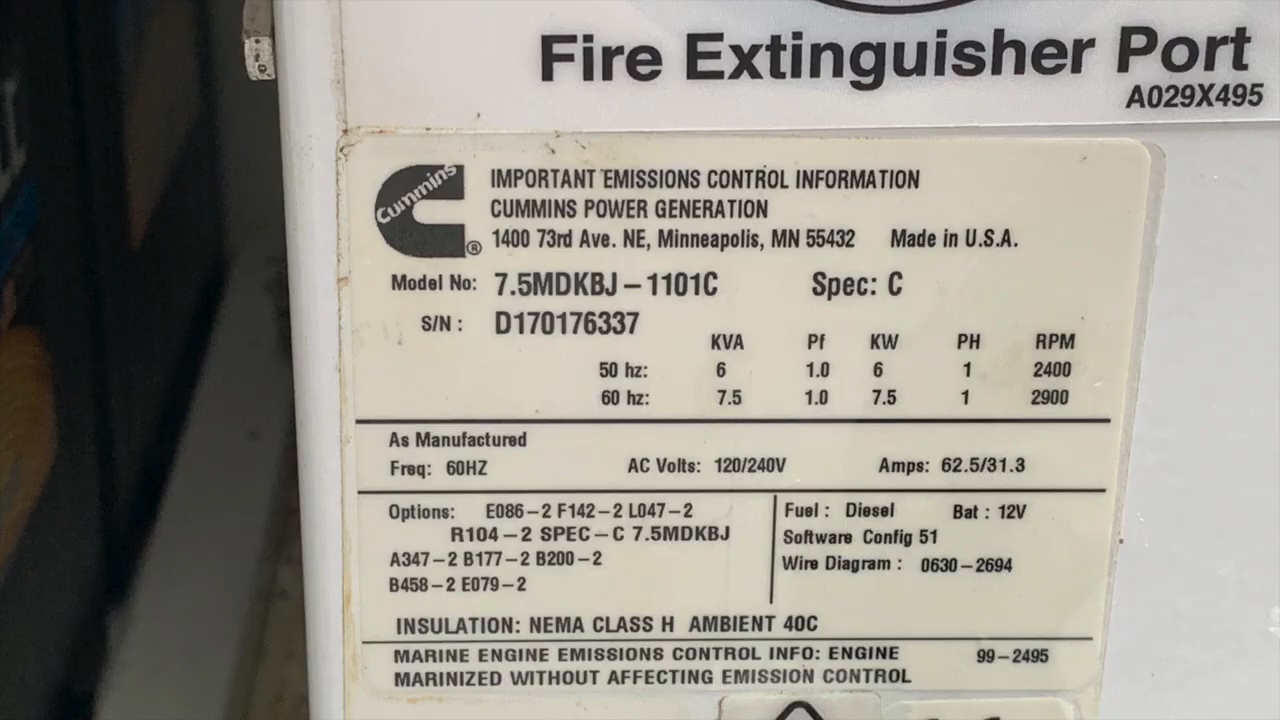 Fire Extinguisher Port
A029X495
Cummins ®
IMPORTANT EMISSIONS CONTROL INFORMATION
CUMMINS POWER GENERATION
1400 73rd Ave. NE, Minneapolis, MN 55432 Made in U.S.A.
Model No: 7.5MDKBJ – 1101C Spec: C
S/N : D170176337
KVA Pf KW PH RPM
50 hz: 6 1.0 6 1 2400
60 hz: 7.5 1.0 7.5 1 2900
As Manufactured
Freq: 60HZ AC Volts: 120/240V Amps: 62.5/31.3
Options: E086–2 F142–2 L047–2
R104–2 SPEC–C 7.5MDKBJ
A347–2 B177–2 B200–2
B458–2 E079–2
Fuel : Diesel Bat : 12V
Software Config 51
Wire Diagram : 0630–2694
INSULATION: NEMA CLASS H AMBIENT 40C
MARINE ENGINE EMISSIONS CONTROL INFO: ENGINE 99–2495
MARINIZED WITHOUT AFFECTING EMISSION CONTROL